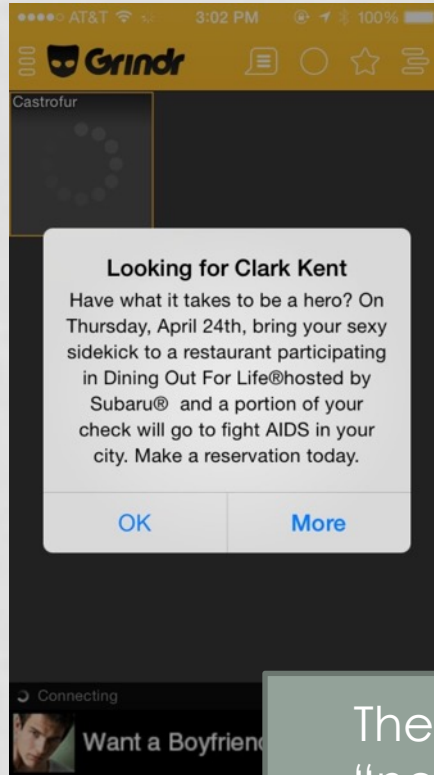 AT&T 3:02 PM 100%
Grindr
Castrofur
Looking for Clark Kent
Have what it takes to be a hero? On
Thursday, April 24th, bring your sexy
sidekick to a restaurant participating
in Dining Out For Life®hosted by
Subaru®  and a portion of your
check will go to fight AIDS in your
city. Make a reservation today.
OK More
Connecting
Want a Boyfriend
The